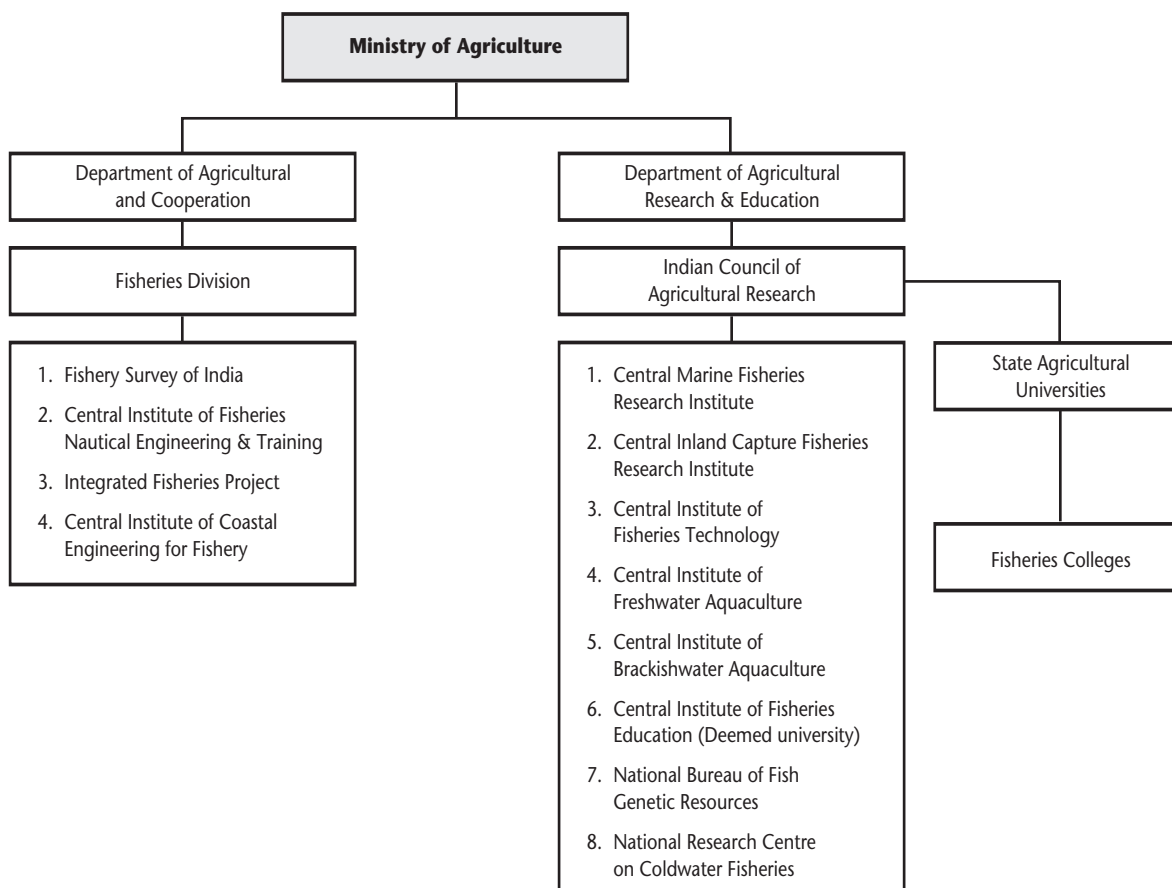 Ministry of Agriculture
Department of Agricultural
and Cooperation
Fisheries Division
1. Fishery Survey of India
2. Central Institute of Fisheries
Nautical Engineering & Training
3. Integrated Fisheries Project
4. Central Institute of Coastal
Engineering for Fishery
Department of Agricultural
Research & Education
Indian Council of
Agricultural Research
1. Central Marine Fisheries
Research Institute
2. Central Inland Capture Fisheries
Research Institute
3. Central Institute of
Fisheries Technology
4. Central Institute of
Freshwater Aquaculture
5. Central Institute of
Brackishwater Aquaculture
6. Central Institute of Fisheries
Education (Deemed university)
7. National Bureau of Fish
Genetic Resources
8. National Research Centre
on Coldwater Fisheries
State Agricultural
Universities
Fisheries Colleges